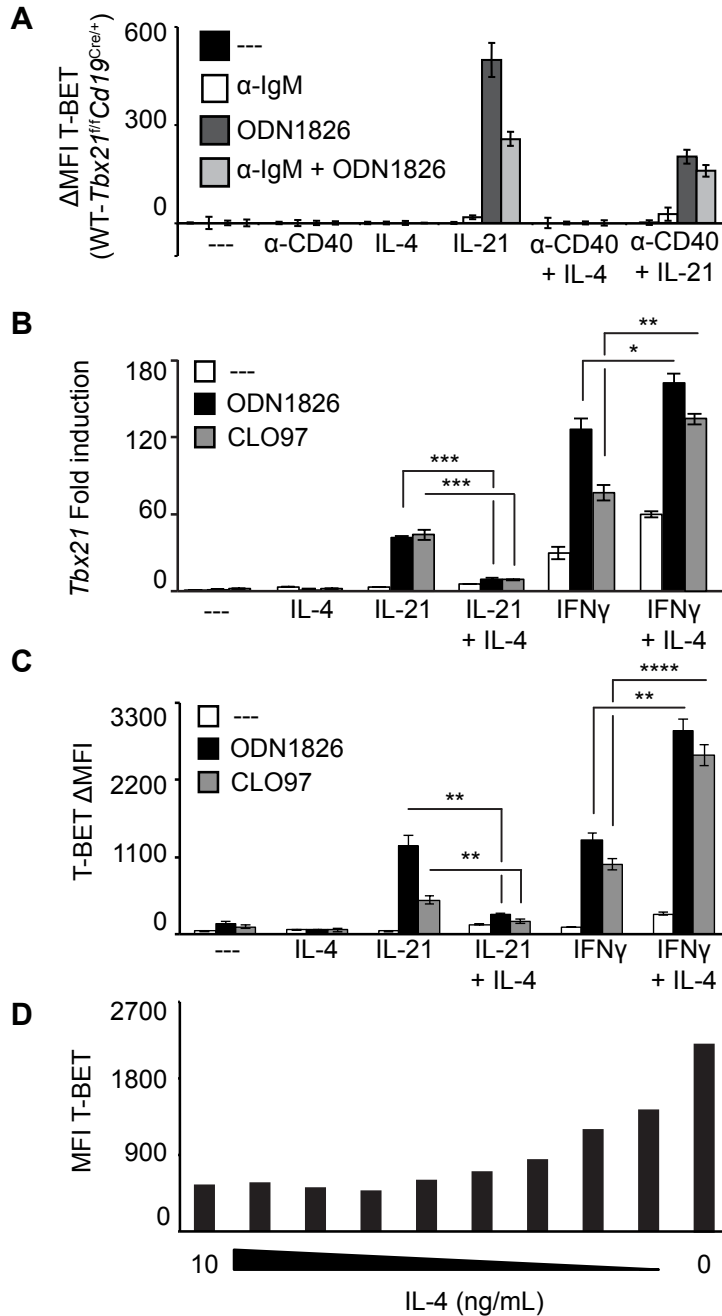 A
ΔMFI T-BET
(WT-Tbx21f/fCd19Cre/+)
600
300
0
---
α-IgM
ODN1826
α-IgM + ODN1826
--- α-CD40 IL-4 IL-21 α-CD40 α-CD40
+ IL-4 + IL-21
B
Tbx21 Fold induction
180
120
60
0
---
ODN1826
CLO97
*** *** * **
--- IL-4 IL-21 IL-21 IFNγ IFNγ
+ IL-4 + IL-4
C
T-BET ΔMFI
3300
2200
1100
0
---
ODN1826
CLO97
** ** ** ****
--- IL-4 IL-21 IL-21 IFNγ IFNγ
+ IL-4 + IL-4
D
MFI T-BET
2700
1800
900
0
10 0
IL-4 (ng/mL)